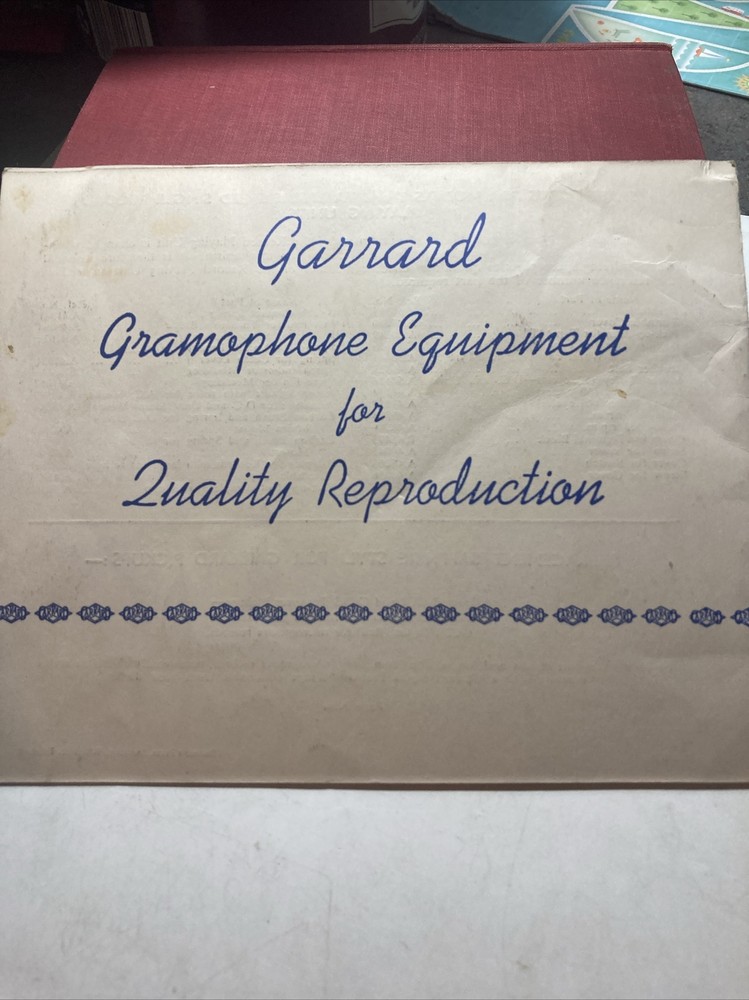 Garrard
Gramophone Equipment
for
Quality Reproduction